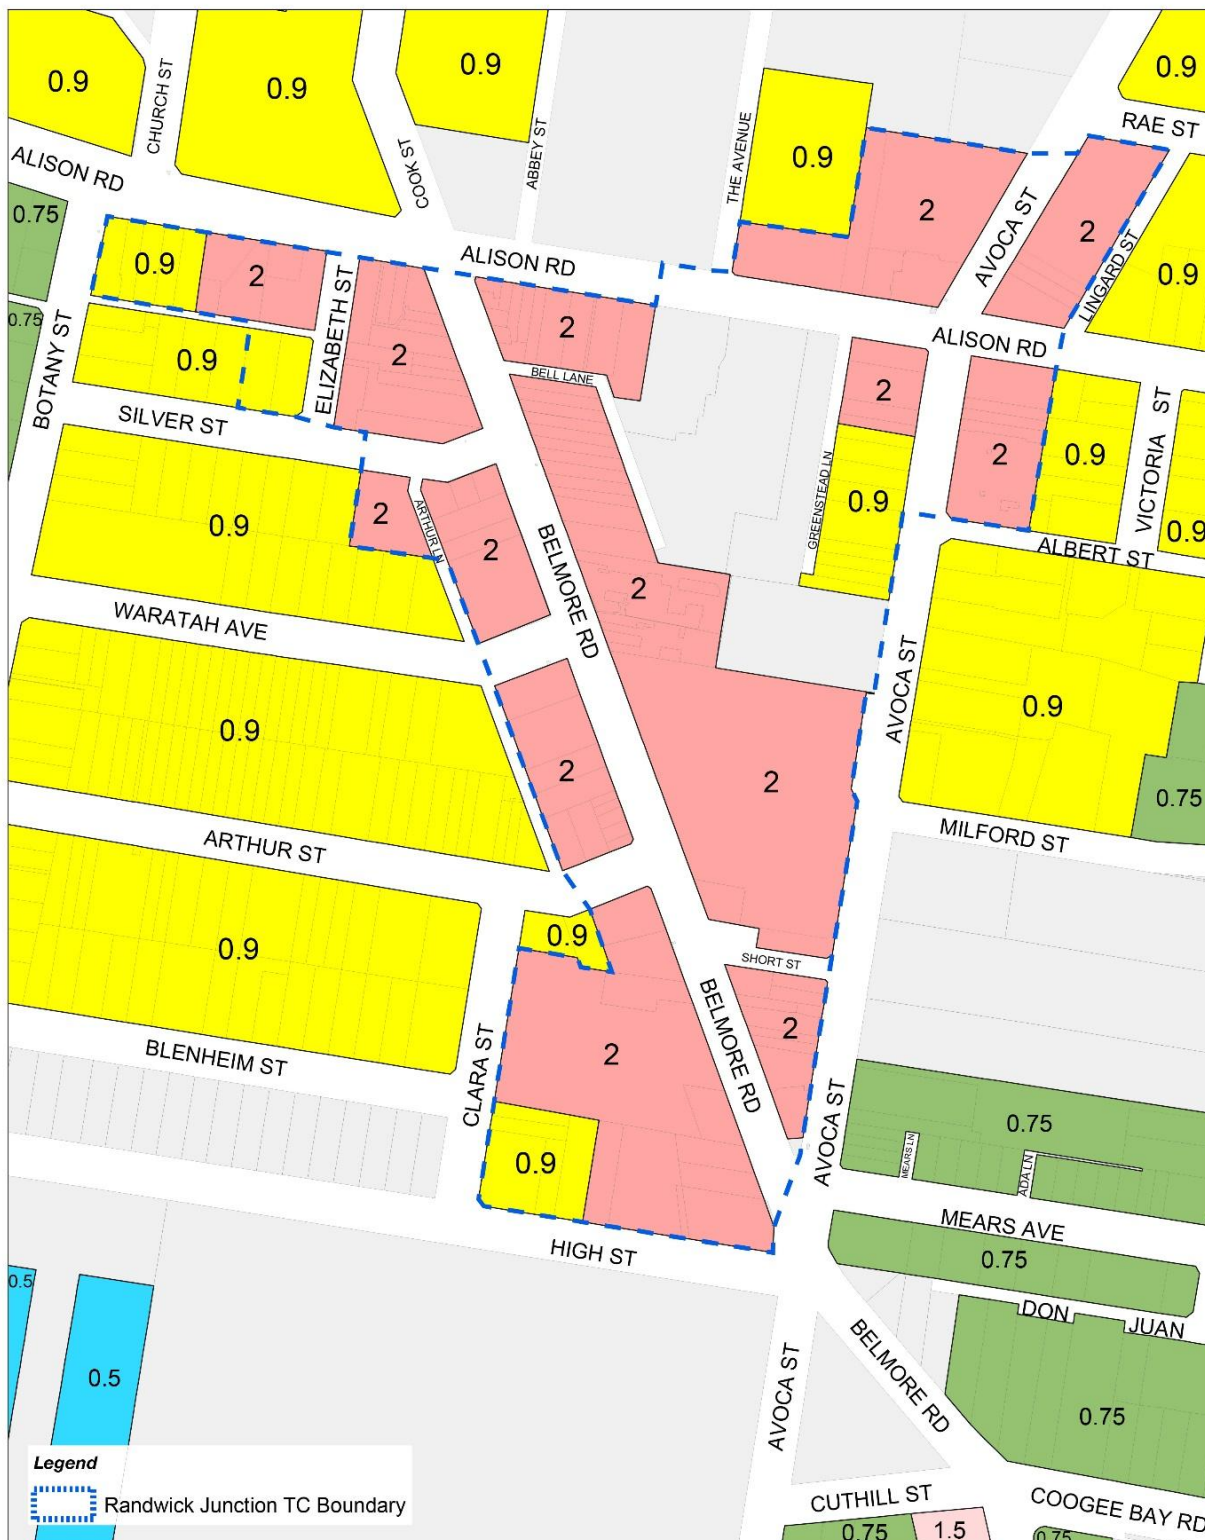 0.9
CHURCH ST
0.9
0.9
0.9
RAE ST
ALISON RD
COOK ST
ABBEY ST
THE AVENUE
0.9
2
AVOCA ST
2
LINGARD ST
0.9
0.75
0.9
2
ELIZABETH ST
ALISON RD
0.75
BOTANY ST
0.9
2
2
BELL LANE
ALISON RD
2
SILVER ST
GREENSTEAD LN
0.9
2
0.9
VICTORIA ST
0.9
0.9
2
ARTHUR LN
2
BELMORE RD
ALBERT ST
2
WARATAH AVE
AVOCA ST
0.9
0.9
2
2
0.75
ARTHUR ST
MILFORD ST
0.9
0.9
SHORT ST
BELMORE RD
2
BLENHEIM ST
CLARA ST
2
AVOCA ST
0.75
MEARS LN
ADA LN
0.9
HIGH ST
MEARS AVE
0.75
0.5
0.5
DON JUAN
AVOCA ST
BELMORE RD
0.75
Legend
Randwick Junction TC Boundary
CUTHILL ST
COOGEE BAY RD
0.75
1.5
0.75